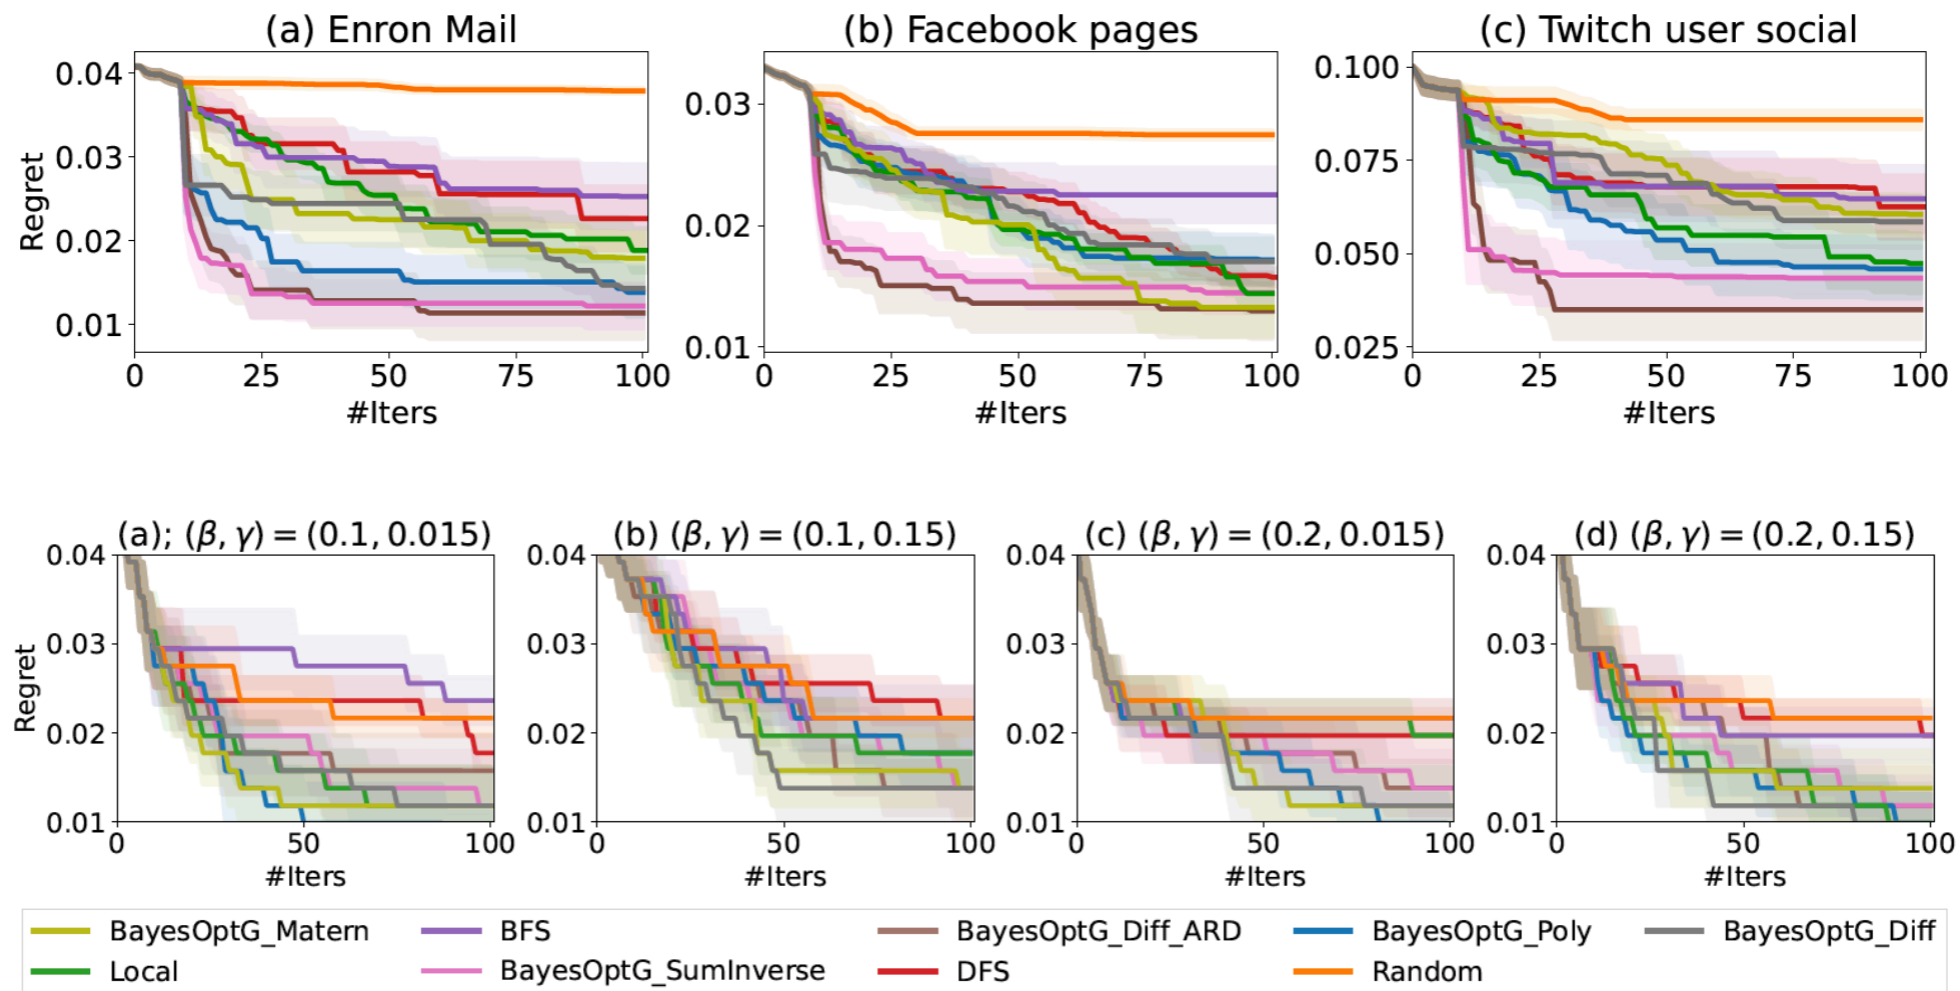 (a) Enron Mail
(b) Facebook pages
(c) Twitch user social
Regret
0.04
0.03
0.02
0.01
0 25 50 75 100
#Iters
0.03
0.02
0.01
0 25 50 75 100
#Iters
0.100
0.075
0.050
0.025
0 25 50 75 100
#Iters
(a); (β, γ) = (0.1, 0.015)
(b) (β, γ) = (0.1, 0.15)
(c) (β, γ) = (0.2, 0.015)
(d) (β, γ) = (0.2, 0.15)
Regret
0.04
0.03
0.02
0.01
0 50 100
#Iters
0.04
0.03
0.02
0.01
0 50 100
#Iters
0.04
0.03
0.02
0.01
0 50 100
#Iters
0.04
0.03
0.02
0.01
0 50 100
#Iters
BayesOptG_Matern BFS BayesOptG_Diff_ARD BayesOptG_Poly BayesOptG_Diff
Local BayesOptG_SumInverse DFS Random